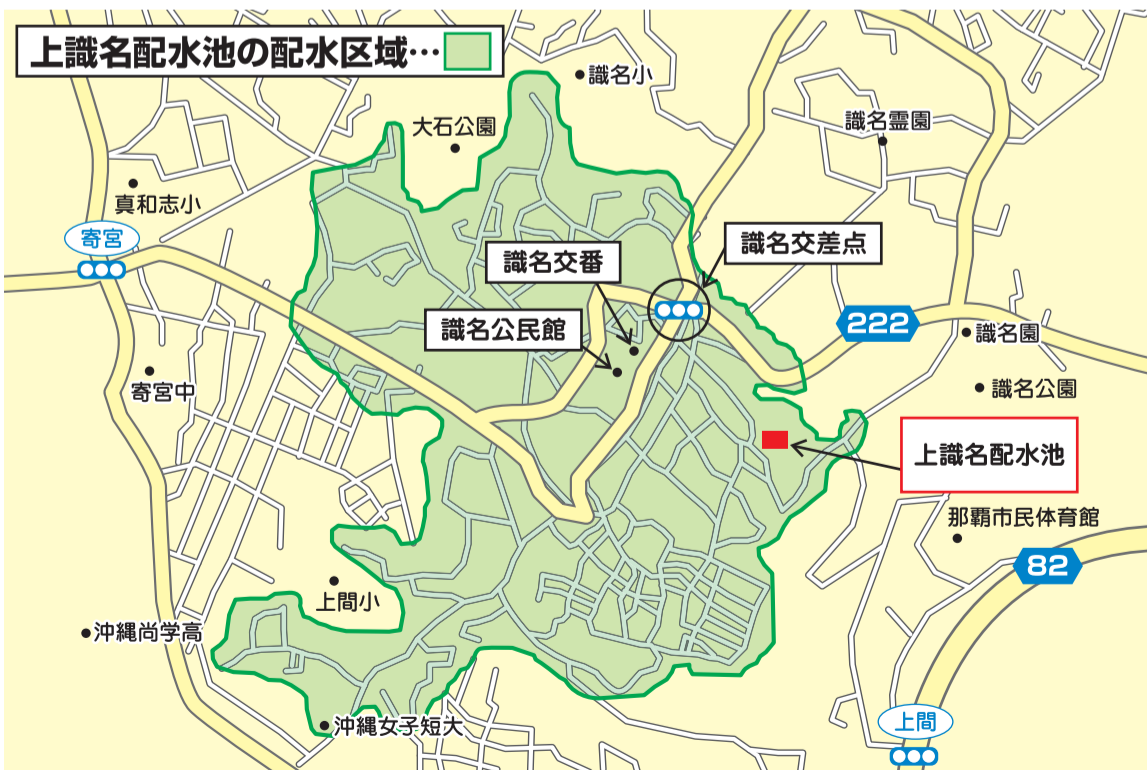 上識名配水池の配水区域…
識名小
大石公園
識名霊園
真和志小
寄宮
識名交差点
識名交番
識名公民館
222
識名園
寄宮中
識名公園
上識名配水池
那覇市民体育館
82
上間小
沖縄尚学高
沖縄女子短大
上間